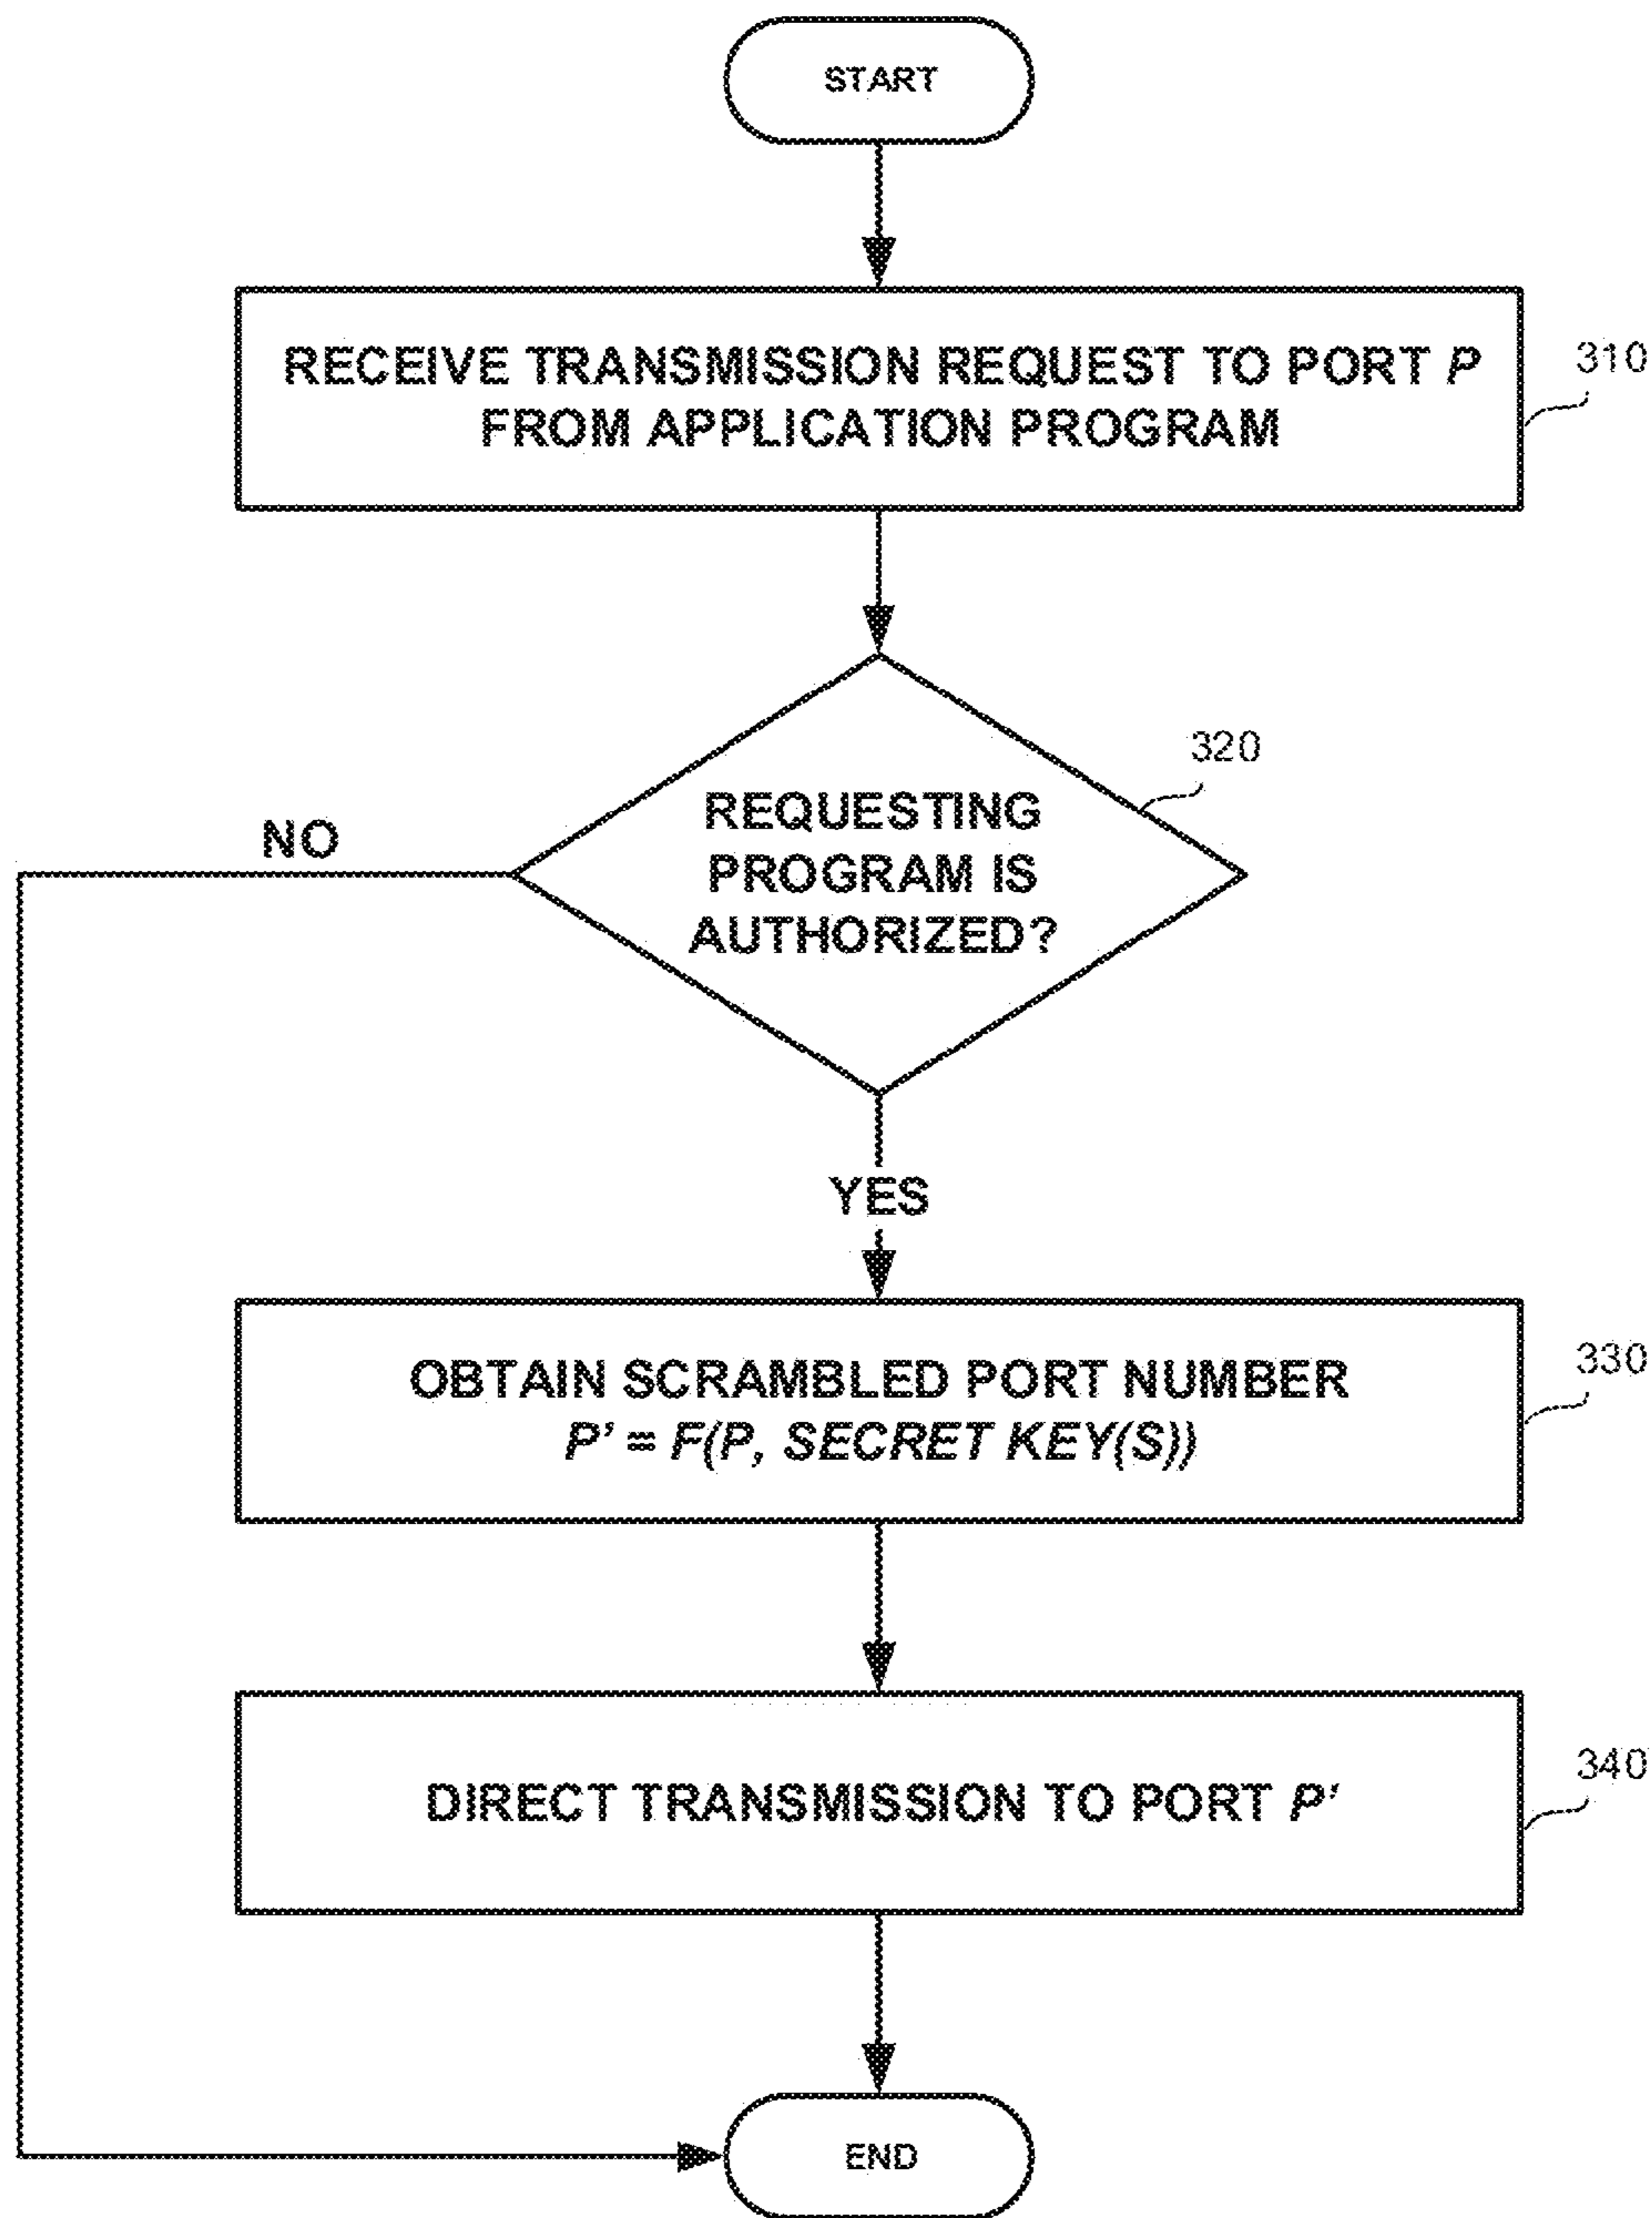 START
RECEIVE TRANSMISSION REQUEST TO PORT P
FROM APPLICATION PROGRAM
310
320
REQUESTING
PROGRAM IS
AUTHORIZED?
NO
YES
OBTAIN SCRAMBLED PORT NUMBER
P’ = F(P, SECRET KEY(S))
330
DIRECT TRANSMISSION TO PORT P’
340
END